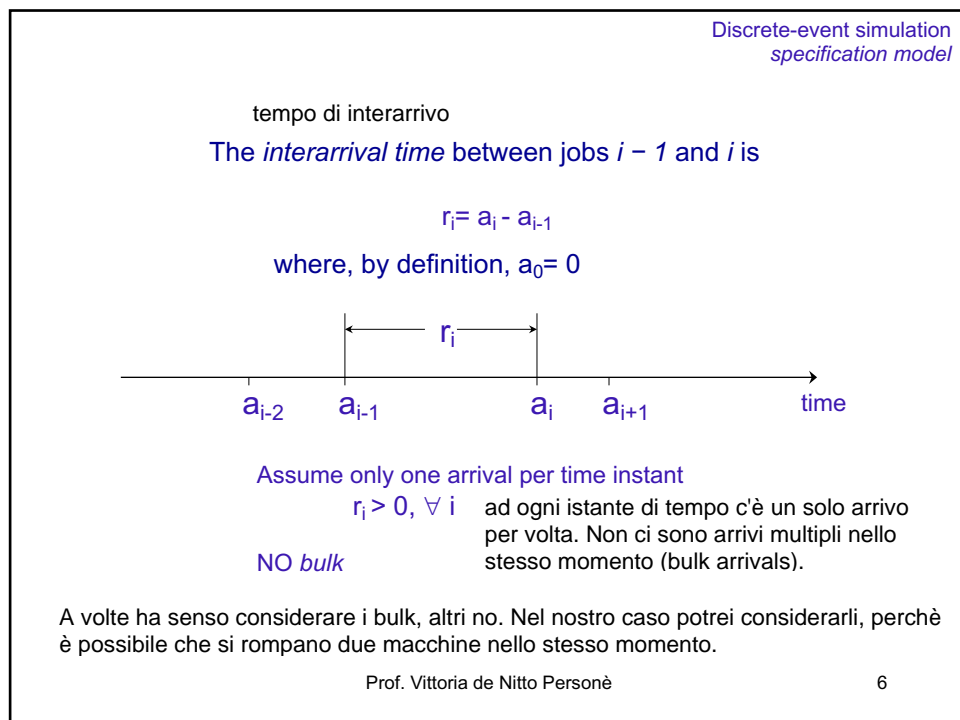 Discrete-event simulation
specification model
tempo di interarrivo
The interarrival time between jobs i − 1 and i is
rᵢ= aᵢ - aᵢ₋₁
where, by definition, a₀= 0
rᵢ
aᵢ₋₂ aᵢ₋₁ aᵢ aᵢ₊₁ time
Assume only one arrival per time instant
rᵢ > 0, ∀ i
ad ogni istante di tempo c'è un solo arrivo
per volta. Non ci sono arrivi multipli nello
stesso momento (bulk arrivals).
NO bulk
A volte ha senso considerare i bulk, altri no. Nel nostro caso potrei considerarli, perchè
è possibile che si rompano due macchine nello stesso momento.
Prof. Vittoria de Nitto Personè 6